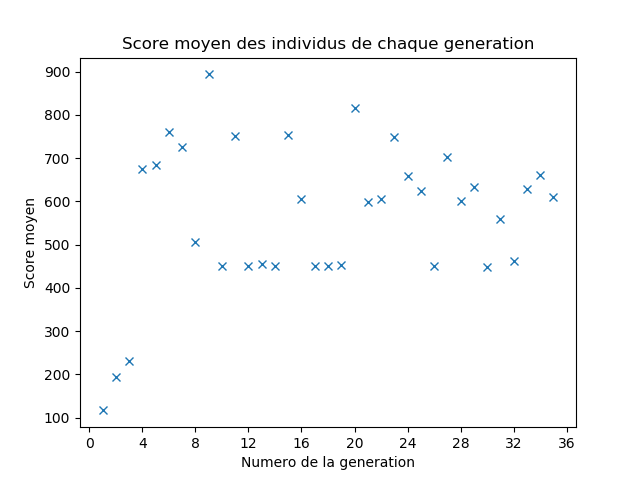 Score moyen des individus de chaque generation
900
800
700
600
500
400
300
200
100
Score moyen
0 4 8 12 16 20 24 28 32 36
Numero de la generation